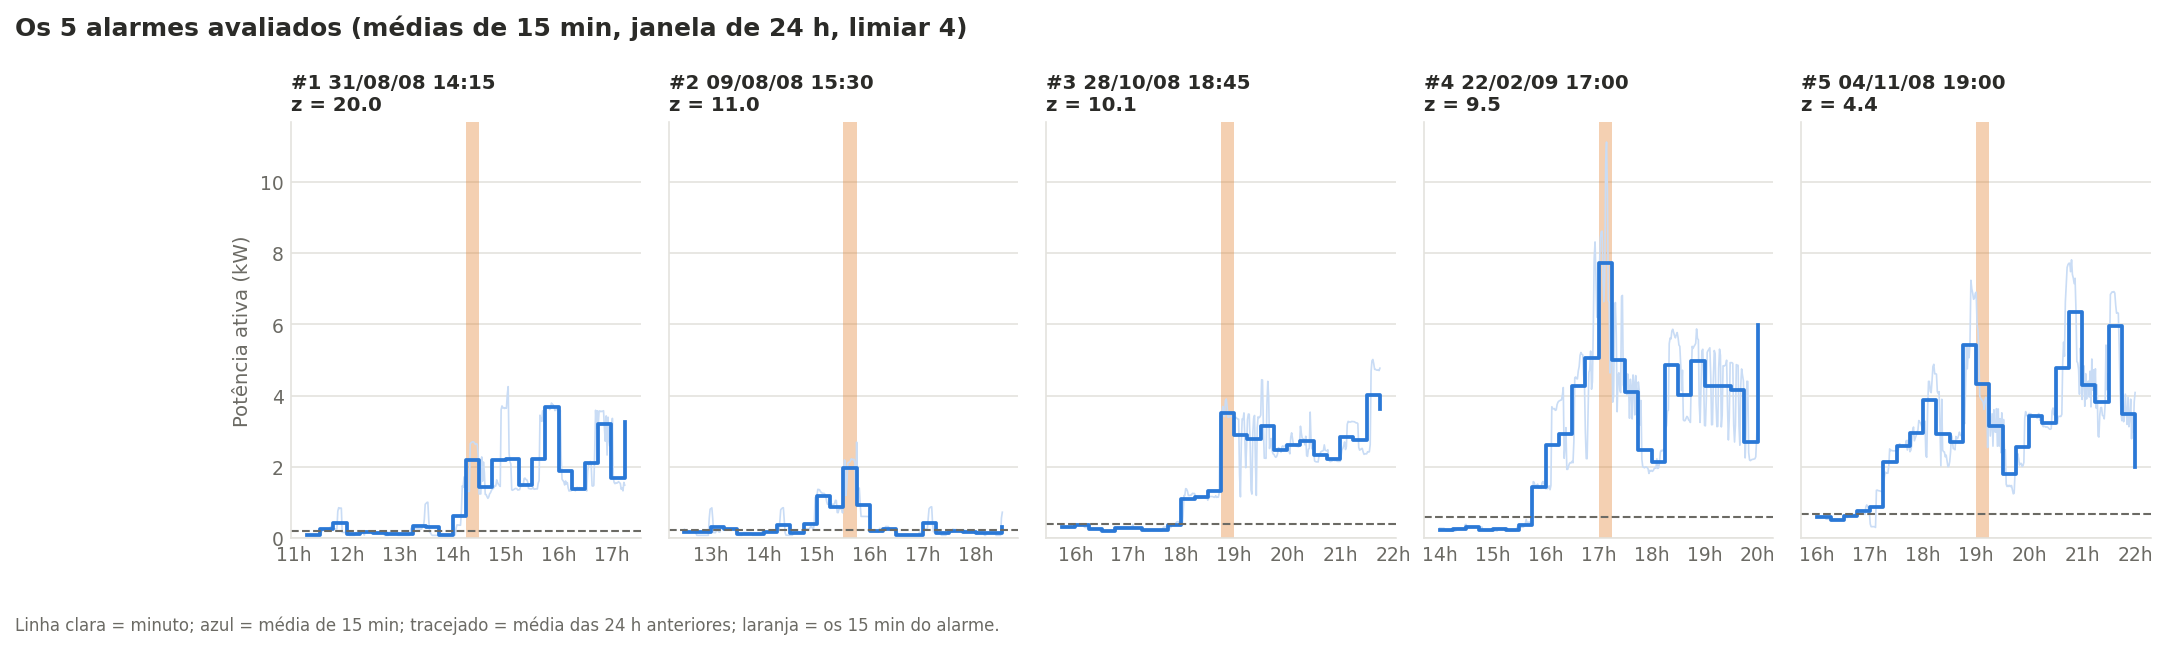 Os 5 alarmes avaliados (médias de 15 min, janela de 24 h, limiar 4)
#1 31/08/08 14:15
z = 20.0
#2 09/08/08 15:30
z = 11.0
#3 28/10/08 18:45
z = 10.1
#4 22/02/09 17:00
z = 9.5
#5 04/11/08 19:00
z = 4.4
Potência ativa (kW)
10
8
6
4
2
0
11h 12h 13h 14h 15h 16h 17h
13h 14h 15h 16h 17h 18h
16h 17h 18h 19h 20h 21h 22h
14h 15h 16h 17h 18h 19h 20h
16h 17h 18h 19h 20h 21h 22h
Linha clara = minuto; azul = média de 15 min; tracejado = média das 24 h anteriores; laranja = os 15 min do alarme.